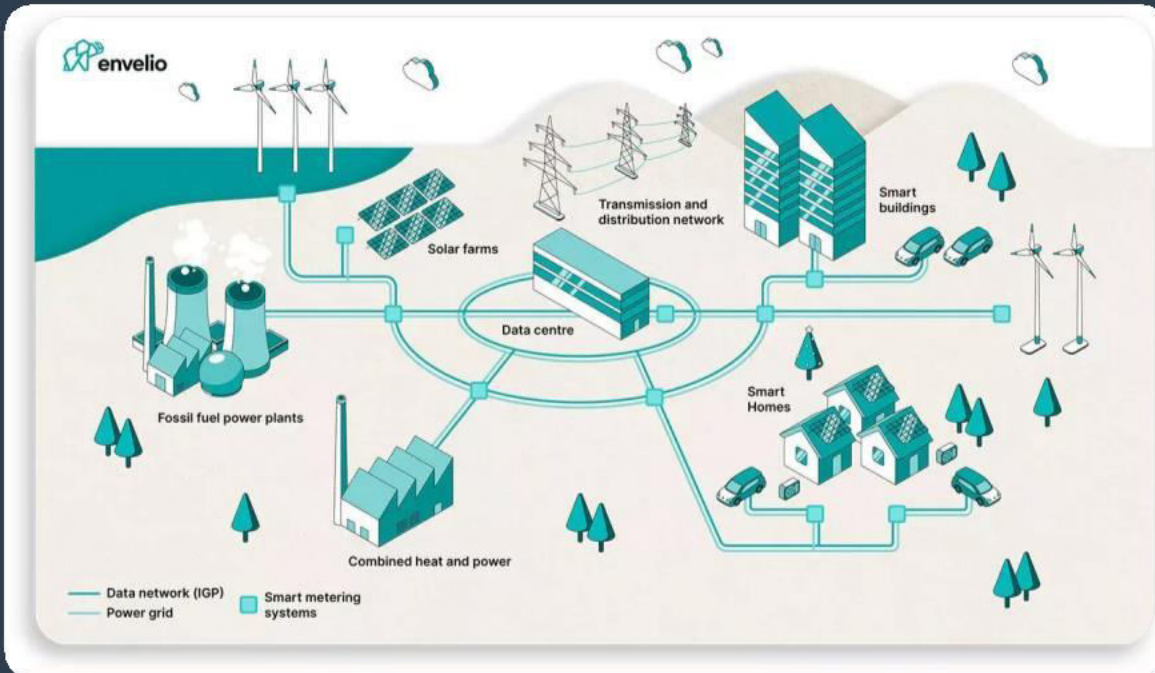 envelio
Transmission and
distribution network
Smart
buildings
Solar farms
Data centre
Smart
Homes
Fossil fuel power plants
Combined heat and power
Data network (IGP)
Power grid
Smart metering
systems